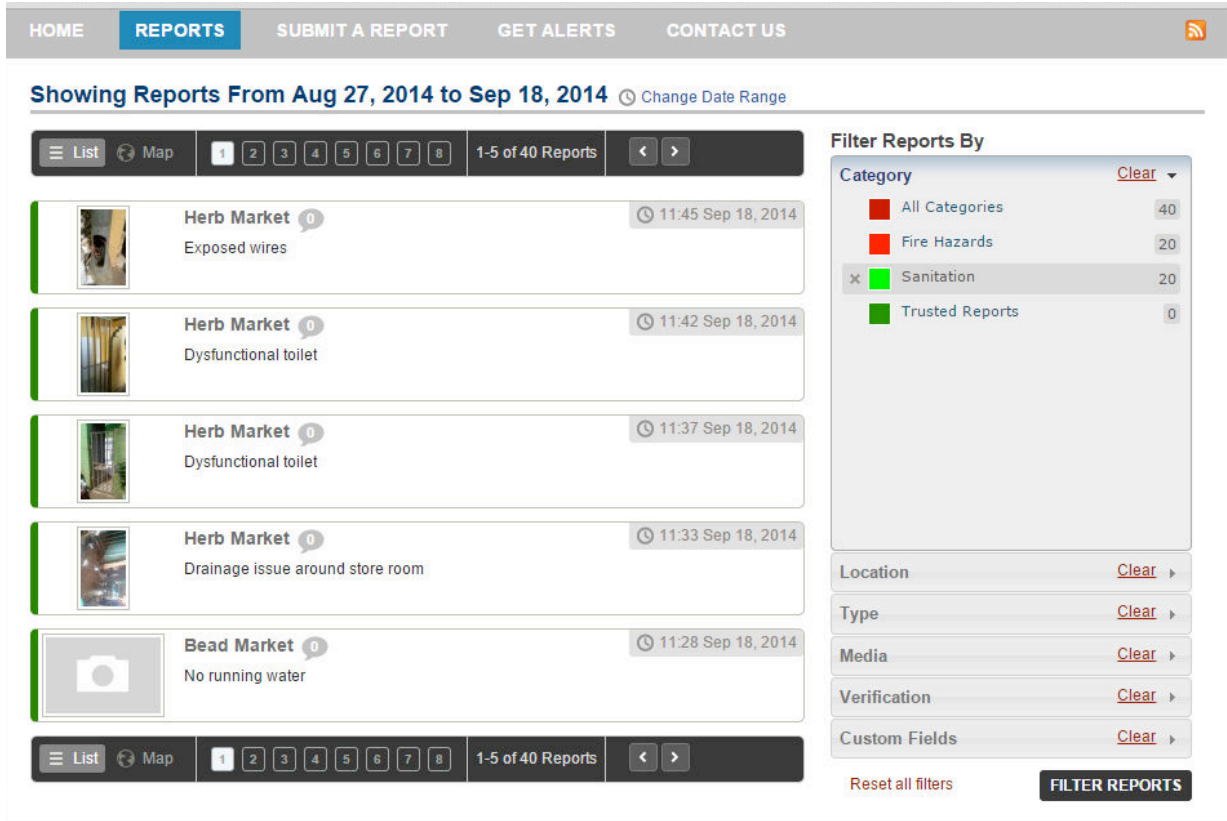 HOME REPORTS SUBMIT A REPORT GET ALERTS CONTACT US
Showing Reports From Aug 27, 2014 to Sep 18, 2014 Change Date Range
List Map 1 2 3 4 5 6 7 8 1-5 of 40 Reports
Herb Market 0 11:45 Sep 18, 2014
Exposed wires
Herb Market 0 11:42 Sep 18, 2014
Dysfunctional toilet
Herb Market 0 11:37 Sep 18, 2014
Dysfunctional toilet
Herb Market 0 11:33 Sep 18, 2014
Drainage issue around store room
Bead Market 0 11:28 Sep 18, 2014
No running water
List Map 1 2 3 4 5 6 7 8 1-5 of 40 Reports
Filter Reports By
Category Clear
All Categories 40
Fire Hazards 20
Sanitation 20
Trusted Reports 0
Location Clear
Type Clear
Media Clear
Verification Clear
Custom Fields Clear
Reset all filters FILTER REPORTS